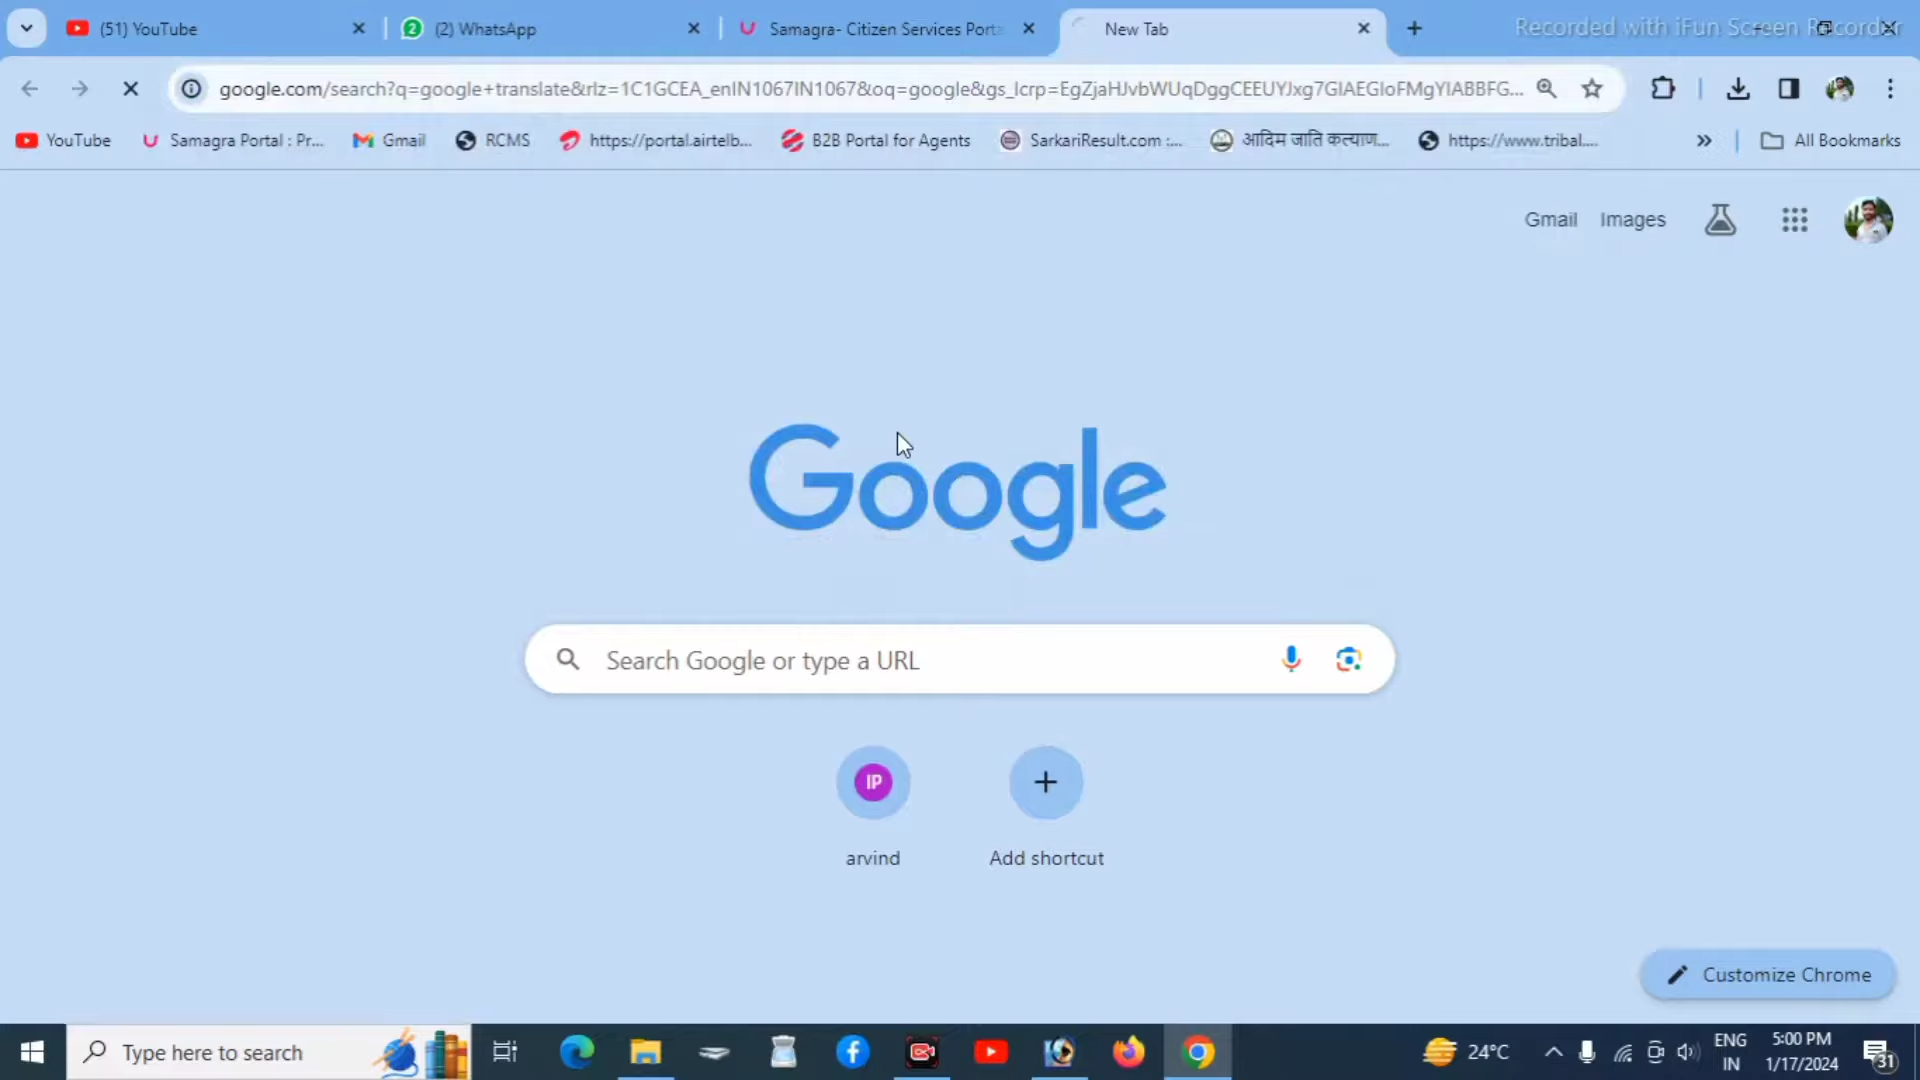 (51) YouTube
2 (2) WhatsApp
Samagra- Citizen Services Porta
New Tab
Recorded with iFun Screen Recorder
google.com/search?q=google+translate&rlz=1C1GCEA_enIN1067IN1067&oq=google&gs_lcrp=EgZjaHJvbWUqDggCEEUYJxg7GIAEGIoFMgYIABBFG...
YouTube
Samagra Portal : Pr...
Gmail
RCMS
https://portal.airtelb...
B2B Portal for Agents
SarkariResult.com :...
आदिम जाति कल्याण...
https://www.tribal....
»
All Bookmarks
Gmail Images
Google
Search Google or type a URL
IP
arvind
Add shortcut
Customize Chrome
Type here to search
24°C
ENG
IN
5:00 PM
1/17/2024
31